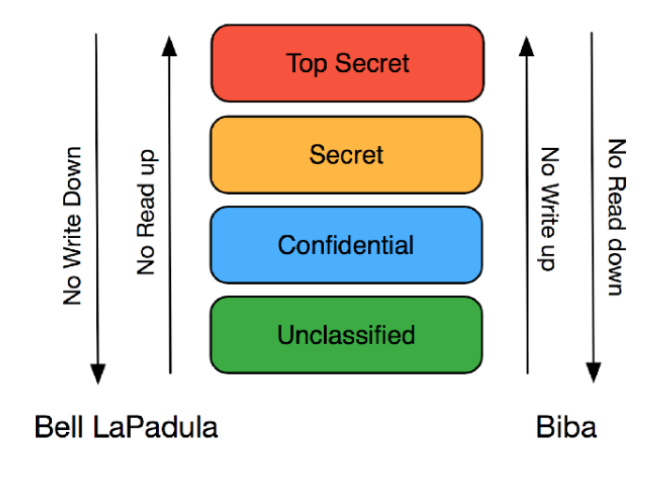 Top Secret
Secret
Confidential
Unclassified
No Write Down
No Read up
No Write up
No Read down
Bell LaPadula
Biba